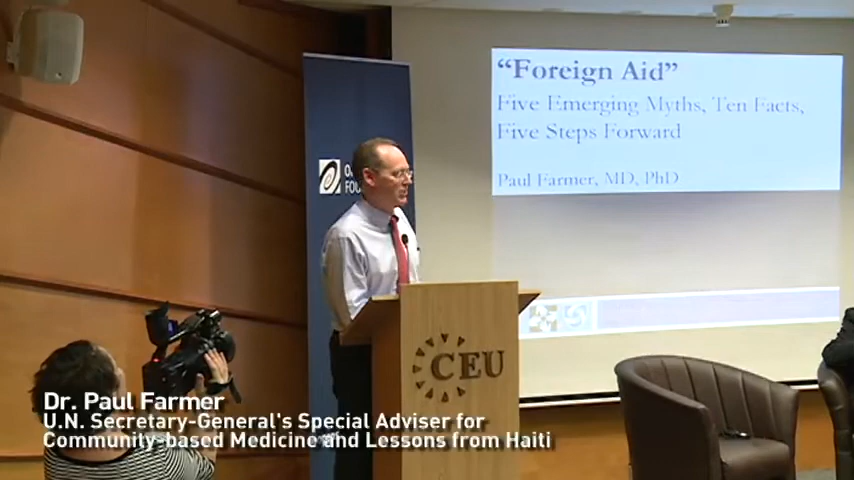 "Foreign Aid"
Five Emerging Myths, Ten Facts,
Five Steps Forward
Paul Farmer, MD, PhD
CEU
Dr. Paul Farmer
U.N. Secretary-General's Special Adviser for
Community-based Medicine and Lessons from Haiti